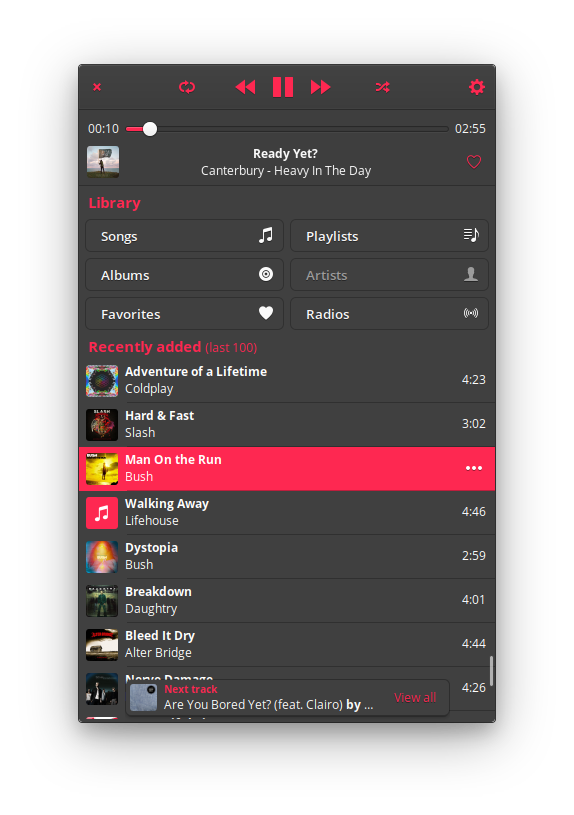 00:10
02:55
Ready Yet?
Canterbury - Heavy In The Day
Library
Songs
Playlists
Albums
Artists
Favorites
Radios
Recently added (last 100)
Adventure of a Lifetime
Coldplay
4:23
Hard & Fast
Slash
3:02
Man On the Run
Bush
Walking Away
Lifehouse
4:46
Dystopia
Bush
2:59
Breakdown
Daughtry
4:01
Bleed It Dry
Alter Bridge
4:44
Nerve Damage
4:26
Next track
Are You Bored Yet? (feat. Clairo) by ...
View all